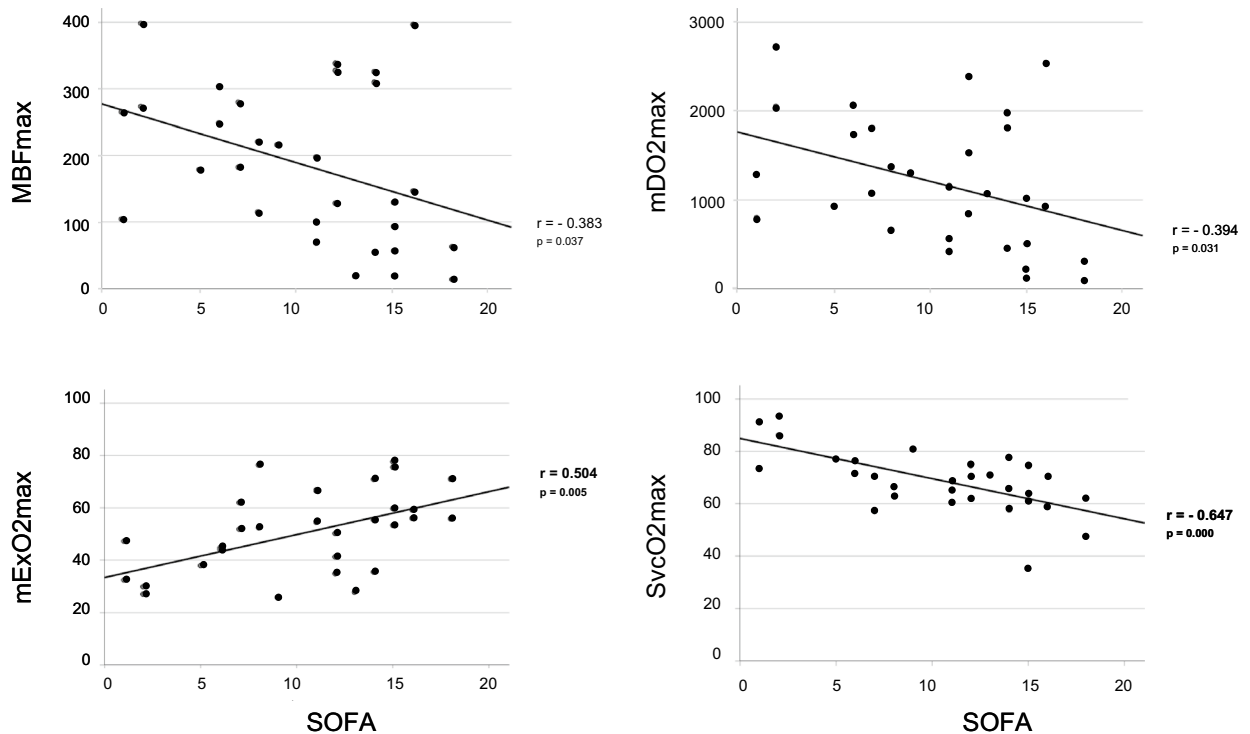 MBFmax
400
300
200
100
0
0 5 10 15 20
r = - 0.383
p = 0.037
mDO2max
3000
2000
1000
0
0 5 10 15 20
r = - 0.394
p = 0.031
mExO2max
100
80
60
40
20
0
0 5 10 15 20
SOFA
r = 0.504
p = 0.005
SvcO2max
100
80
60
40
20
0
0 5 10 15 20
SOFA
r = - 0.647
p = 0.000